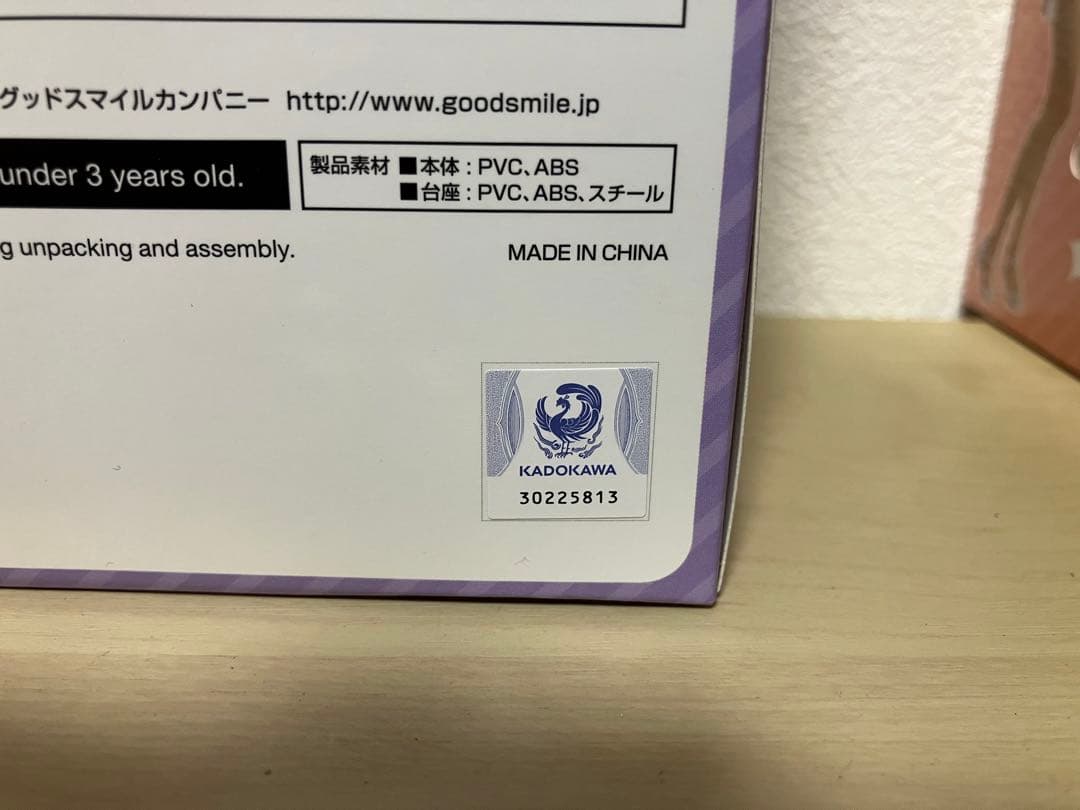 グッドスマイルカンパニー http://www.goodsmile.jp
under 3 years old.
製品素材 ■本体：PVC、ABS
■台座：PVC、ABS、スチール
g unpacking and assembly.
MADE IN CHINA
KADOKAWA
30225813